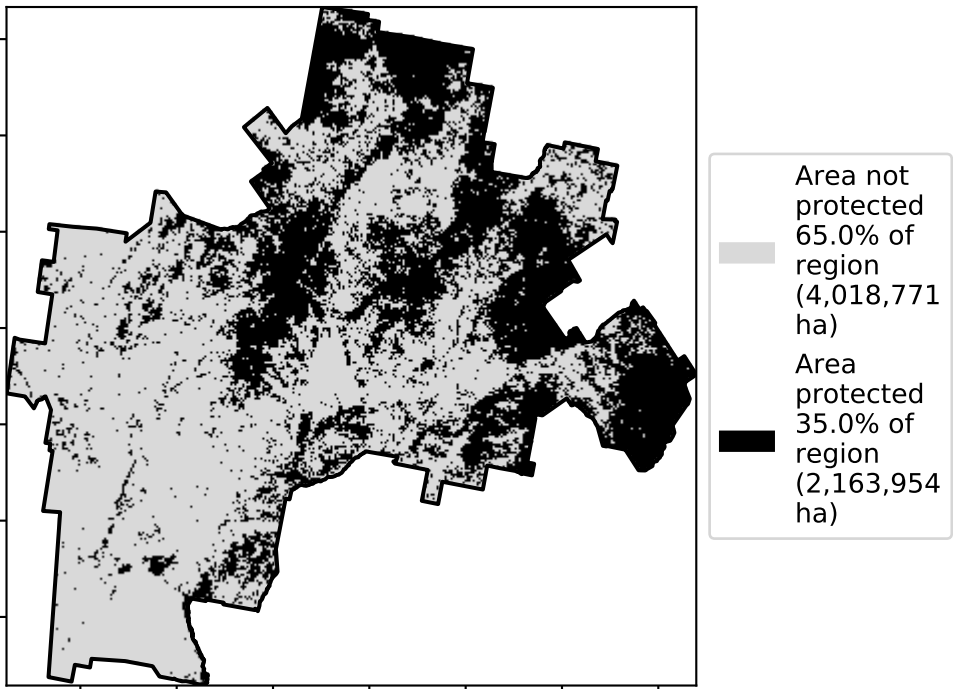 Area not
protected
65.0% of
region
(4,018,771
ha)
Area
protected
35.0% of
region
(2,163,954
ha)